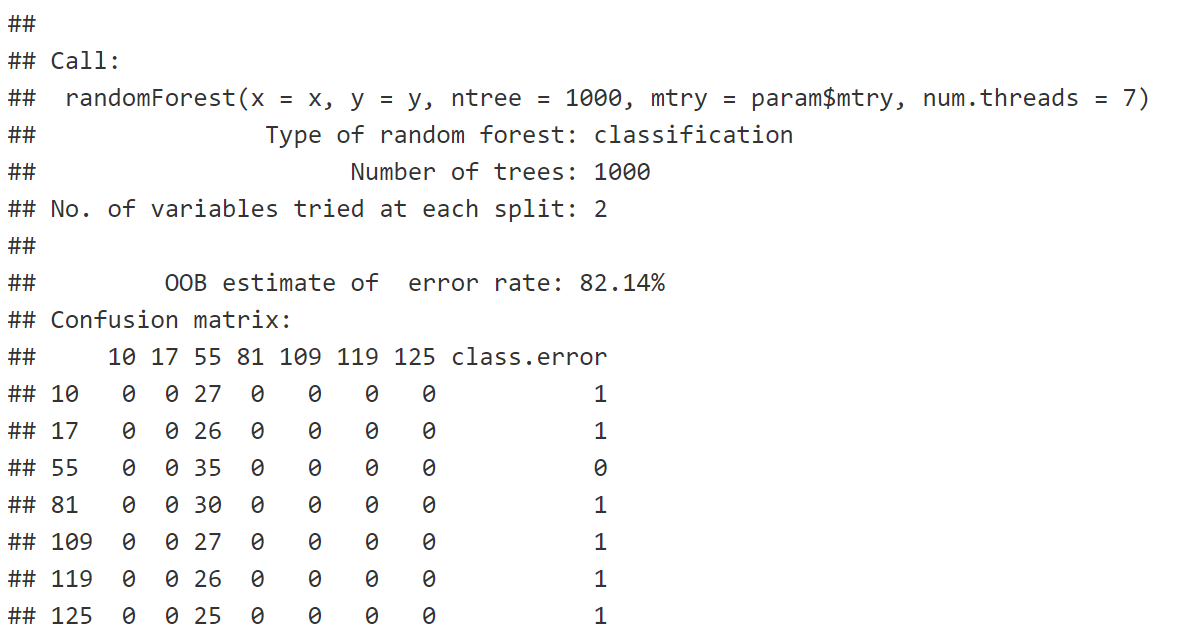 ##
## Call:
##  randomForest(x = x, y = y, ntree = 1000, mtry = param$mtry, num.threads = 7)
##                Type of random forest: classification
##                      Number of trees: 1000
## No. of variables tried at each split: 2
##
##         OOB estimate of  error rate: 82.14%
## Confusion matrix:
##     10 17 55 81 109 119 125 class.error
## 10   0  0 27  0   0   0   0           1
## 17   0  0 26  0   0   0   0           1
## 55   0  0 35  0   0   0   0           0
## 81   0  0 30  0   0   0   0           1
## 109  0  0 27  0   0   0   0           1
## 119  0  0 26  0   0   0   0           1
## 125  0  0 25  0   0   0   0           1